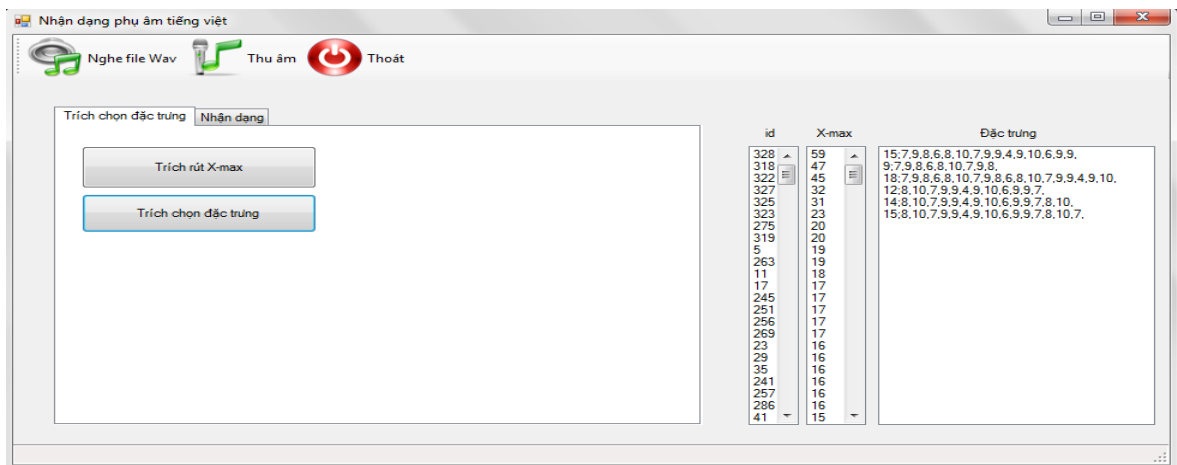 Nhận dạng phụ âm tiếng việt
Nghe file Wav Thu âm Thoát
Trích chọn đặc trưng Nhận dạng
Trích rút X-max
Trích chọn đặc trưng
id X-max Đặc trưng
328 59 15;7,9,8,6,8,10,7,9,9,4,9,10,6,9,9,
318 47 9;7,9,8,6,8,10,7,9,8,
322 45 18;7,9,8,6,8,10,7,9,8,6,8,10,7,9,9,4,9,10,
327 32 12;8,10,7,9,9,4,9,10,6,9,9,7,
325 31 14;8,10,7,9,9,4,9,10,6,9,9,7,8,10,
323 23 15;8,10,7,9,9,4,9,10,6,9,9,7,8,10,7,
275 20
319 20
5 19
263 19
11 18
17 17
245 17
251 17
256 17
269 17
23 16
29 16
35 16
241 16
257 16
286 16
41 15